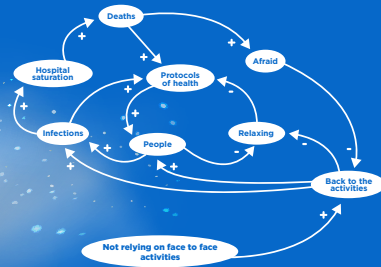 Deaths
+
+
+
Afraid
Hospital
saturation
Protocols
of health
+
+
-
+
+
Infections
+
People
+
+
Relaxing
-
-
-
+
Back to the
activities
+
Not relying on face to face
activities